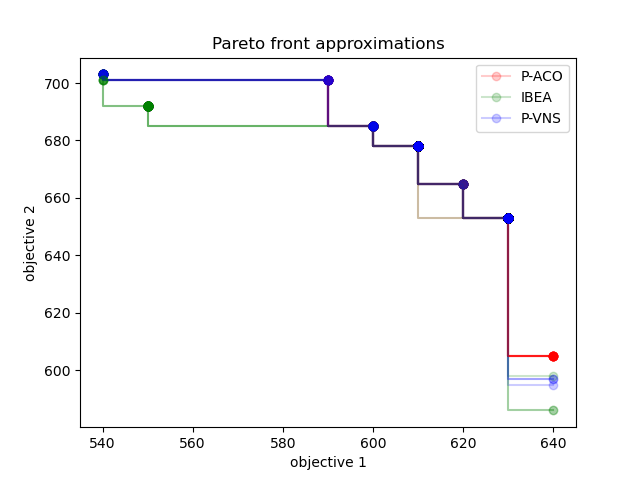 Pareto front approximations
P-ACO
IBEA
P-VNS
objective 2
700
680
660
640
620
600
540
560
580
600
620
640
objective 1